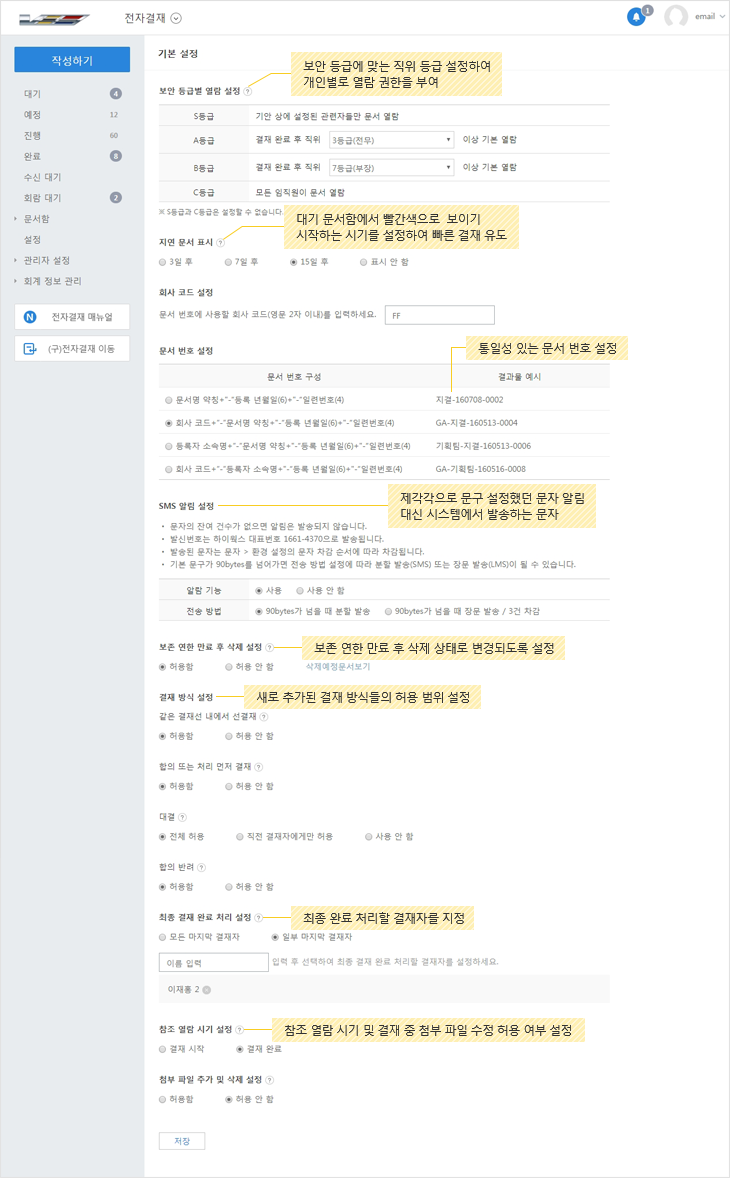 전자결재
1
email
작성하기
대기 4
예정 12
진행 60
완료 8
수신 대기
회람 대기 2
문서함
설정
관리자 설정
회계 정보 관리
N 전자결재 매뉴얼
(구)전자결재 이동
기본 설정
보안 등급에 맞는 직위 등급 설정하여
개인별로 열람 권한을 부여
보안 등급별 열람 설정 ?
S등급 기안 상에 설정된 관련자들만 문서 열람
A등급 결재 완료 후 직위 3등급(전무) 이상 기본 열람
B등급 결재 완료 후 직위 7등급(부장) 이상 기본 열람
C등급 모든 임직원이 문서 열람
※ S등급과 C등급은 설정할 수 없습니다.
대기 문서함에서 빨간색으로 보이기
시작하는 시기를 설정하여 빠른 결재 유도
지연 문서 표시 ?
3일 후 7일 후 15일 후 표시 안 함
회사 코드 설정
문서 번호에 사용할 회사 코드(영문 2자 이내)를 입력하세요. FF
문서 번호 설정
통일성 있는 문서 번호 설정
문서 번호 구성 결과물 예시
문서명 약칭+"-"등록 년월일(6)+"-"일련번호(4) 지결-160708-0002
회사 코드+"-"문서명 약칭+"-"등록 년월일(6)+"-"일련번호(4) GA-지결-160513-0004
등록자 소속명+"-"문서명 약칭+"-"등록 년월일(6)+"-"일련번호(4) 기획팀-지결-160513-0006
회사 코드+"-"등록자 소속명+"-"등록 년월일(6)+"-"일련번호(4) GA-기획팀-160516-0008
제각각으로 문구 설정했던 문자 알림
대신 시스템에서 발송하는 문자
SMS 알림 설정
• 문자의 잔여 건수가 없으면 알림은 발송되지 않습니다.
• 발신번호는 하이웍스 대표번호 1661-4370으로 발송됩니다.
• 발송된 문자는 문자 > 환경 설정의 문자 차감 순서에 따라 차감됩니다.
• 기본 문구가 90bytes를 넘어가면 전송 방법 설정에 따라 분할 발송(SMS) 또는 장문 발송(LMS)이 될 수 있습니다.
알람 기능 사용 사용 안 함
전송 방법 90bytes가 넘을 때 분할 발송 90bytes가 넘을 때 장문 발송 / 3건 차감
보존 연한 만료 후 삭제 설정 ?
보존 연한 만료 후 삭제 상태로 변경되도록 설정
허용함 허용 안 함 삭제예정문서보기
결재 방식 설정
새로 추가된 결재 방식들의 허용 범위 설정
같은 결재선 내에서 선결재 ?
허용함 허용 안 함
합의 또는 처리 먼저 결재 ?
허용함 허용 안 함
대결 ?
전체 허용 직전 결재자에게만 허용 사용 안 함
합의 반려 ?
허용함 허용 안 함
최종 결재 완료 처리 설정 ?
최종 완료 처리할 결재자를 지정
모든 마지막 결재자 일부 마지막 결재자
이름 입력 입력 후 선택하여 최종 결재 완료 처리할 결재자를 설정하세요.
이재홍 2
참조 열람 시기 설정 ?
참조 열람 시기 및 결재 중 첨부 파일 수정 허용 여부 설정
결재 시작 결재 완료
첨부 파일 추가 및 삭제 설정 ?
허용함 허용 안 함
저장